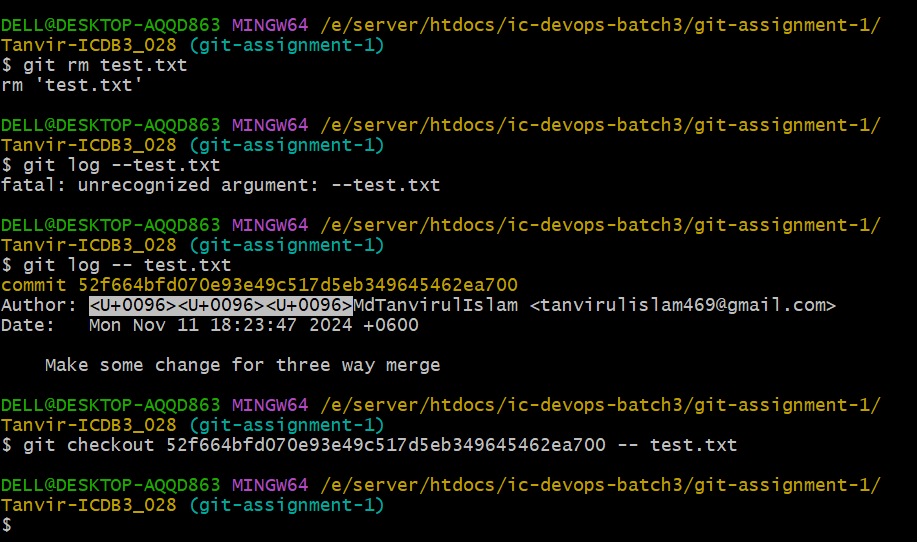 DELL@DESKTOP-AQQD863 MINGW64 /e/server/htdocs/ic-devops-batch3/git-assignment-1/
Tanvir-ICDB3_028 (git-assignment-1)
$ git rm test.txt
rm 'test.txt'
DELL@DESKTOP-AQQD863 MINGW64 /e/server/htdocs/ic-devops-batch3/git-assignment-1/
Tanvir-ICDB3_028 (git-assignment-1)
$ git log --test.txt
fatal: unrecognized argument: --test.txt
DELL@DESKTOP-AQQD863 MINGW64 /e/server/htdocs/ic-devops-batch3/git-assignment-1/
Tanvir-ICDB3_028 (git-assignment-1)
$ git log -- test.txt
commit 52f664bfd070e93e49c517d5eb349645462ea700
Author: <U+0096><U+0096><U+0096>MdTanvirulIslam <tanvirulislam469@gmail.com>
Date:   Mon Nov 11 18:23:47 2024 +0600
    Make some change for three way merge
DELL@DESKTOP-AQQD863 MINGW64 /e/server/htdocs/ic-devops-batch3/git-assignment-1/
Tanvir-ICDB3_028 (git-assignment-1)
$ git checkout 52f664bfd070e93e49c517d5eb349645462ea700 -- test.txt
DELL@DESKTOP-AQQD863 MINGW64 /e/server/htdocs/ic-devops-batch3/git-assignment-1/
Tanvir-ICDB3_028 (git-assignment-1)
$